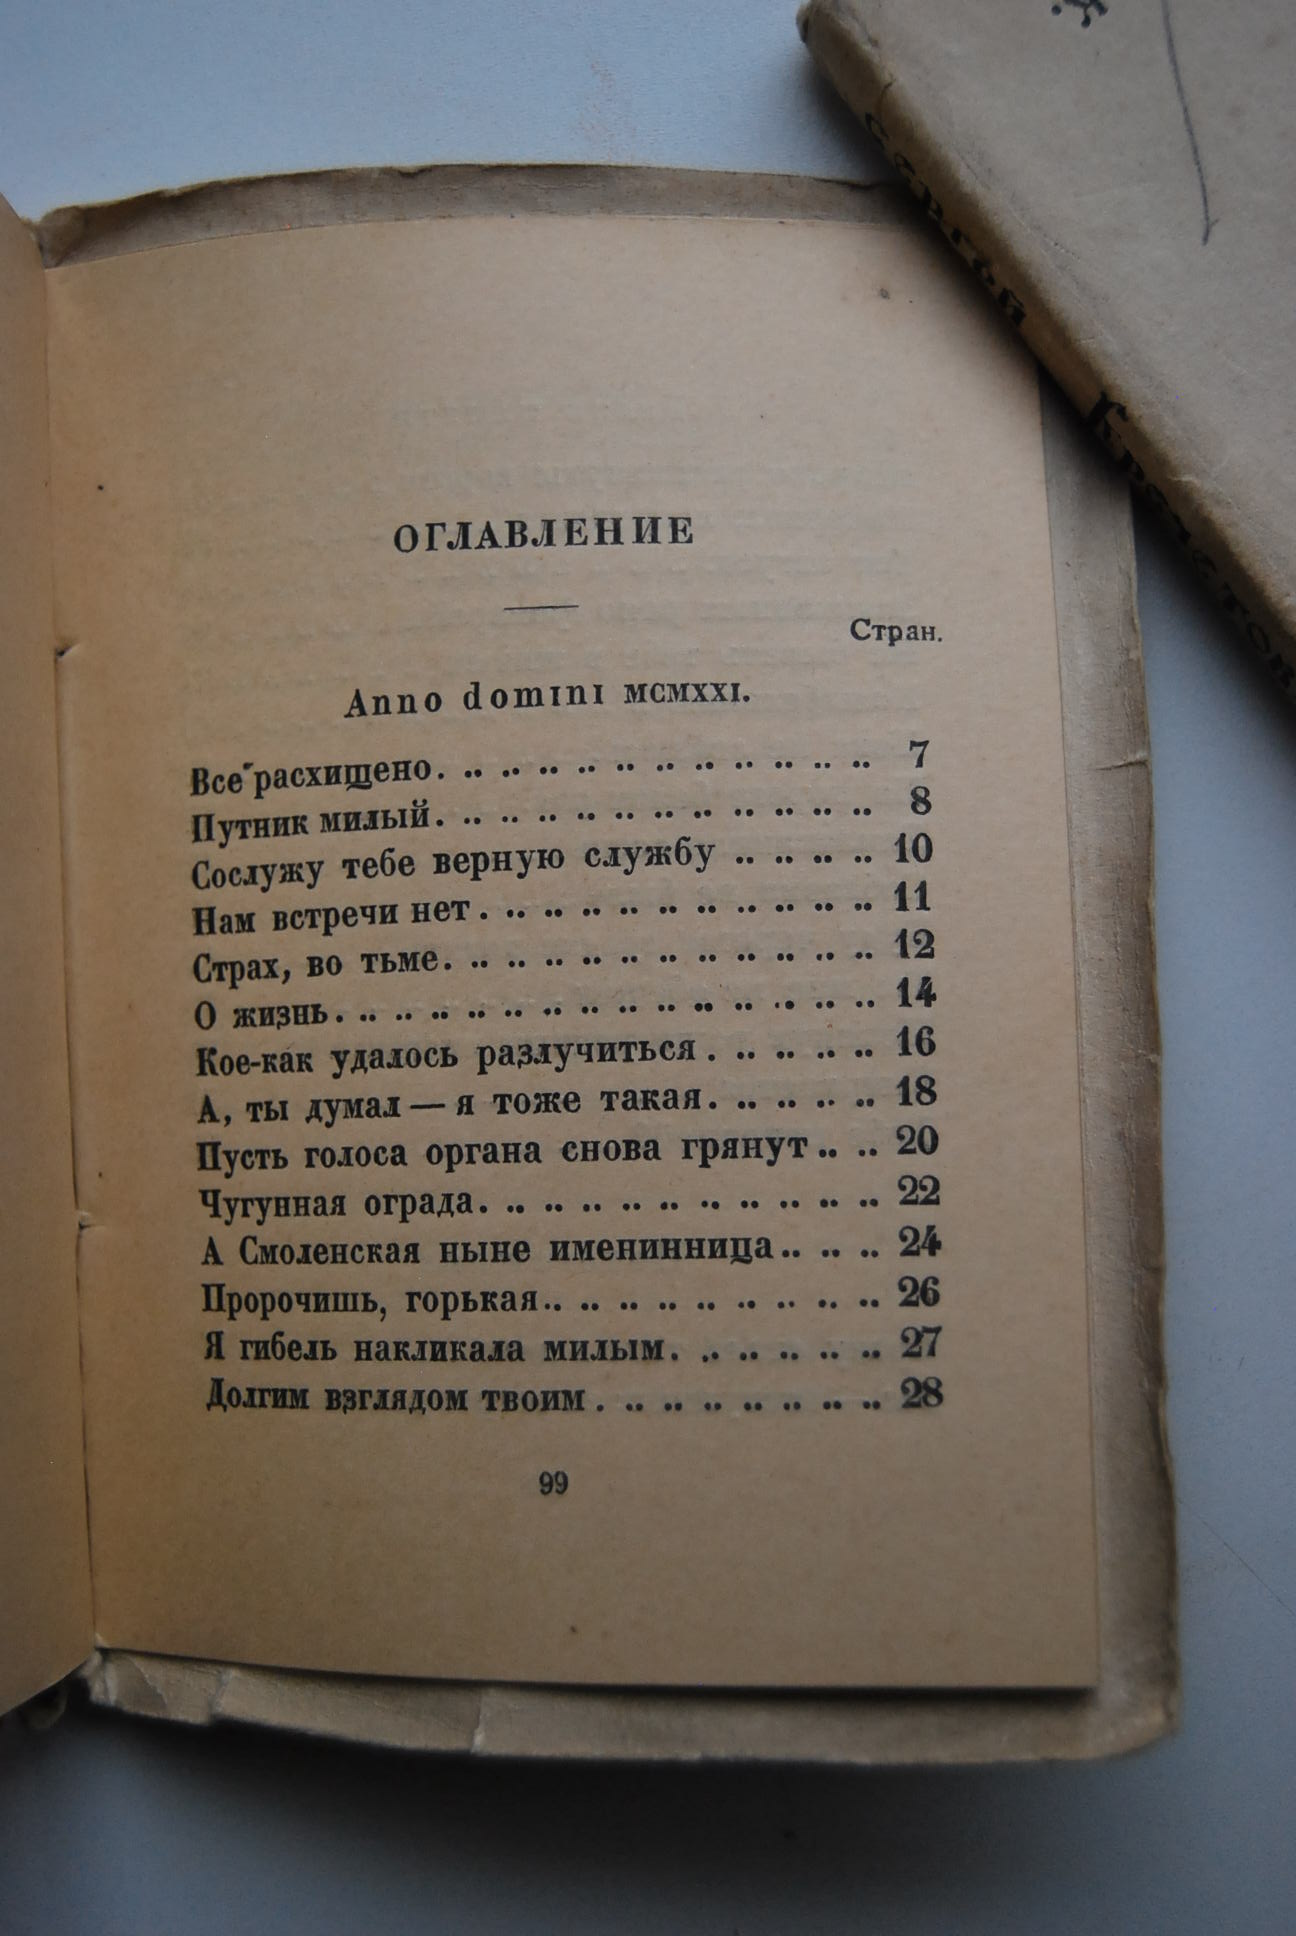 ОГЛАВЛЕНИЕ
Стран.
Anno domini MCMXXI.
Все расхищено. .. .. .. .. .. .. .. .. .. .. .. 7
Путник милый. .. .. .. .. .. .. .. .. .. .. .. 8
Сослужу тебе верную службу .. .. .. .. 10
Нам встречи нет . .. .. .. .. .. .. .. .. .. .. 11
Страх, во тьме. .. .. .. .. .. .. .. .. .. .. .. 12
О жизнь. .. .. .. .. .. .. .. .. .. .. .. .. .. .. 14
Кое-как удалось разлучиться . .. .. .. .. 16
А, ты думал — я тоже такая. .. .. .. .. 18
Пусть голоса органа снова грянут .. .. 20
Чугунная ограда. .. .. .. .. .. .. .. .. .. .. 22
А Смоленская ныне именинница .. .. .. 24
Пророчишь, горькая .. .. .. .. .. .. .. .. .. 26
Я гибель накликала милым. .. .. .. .. .. 27
Долгим взглядом твоим . .. .. .. .. .. .. .. 28
99